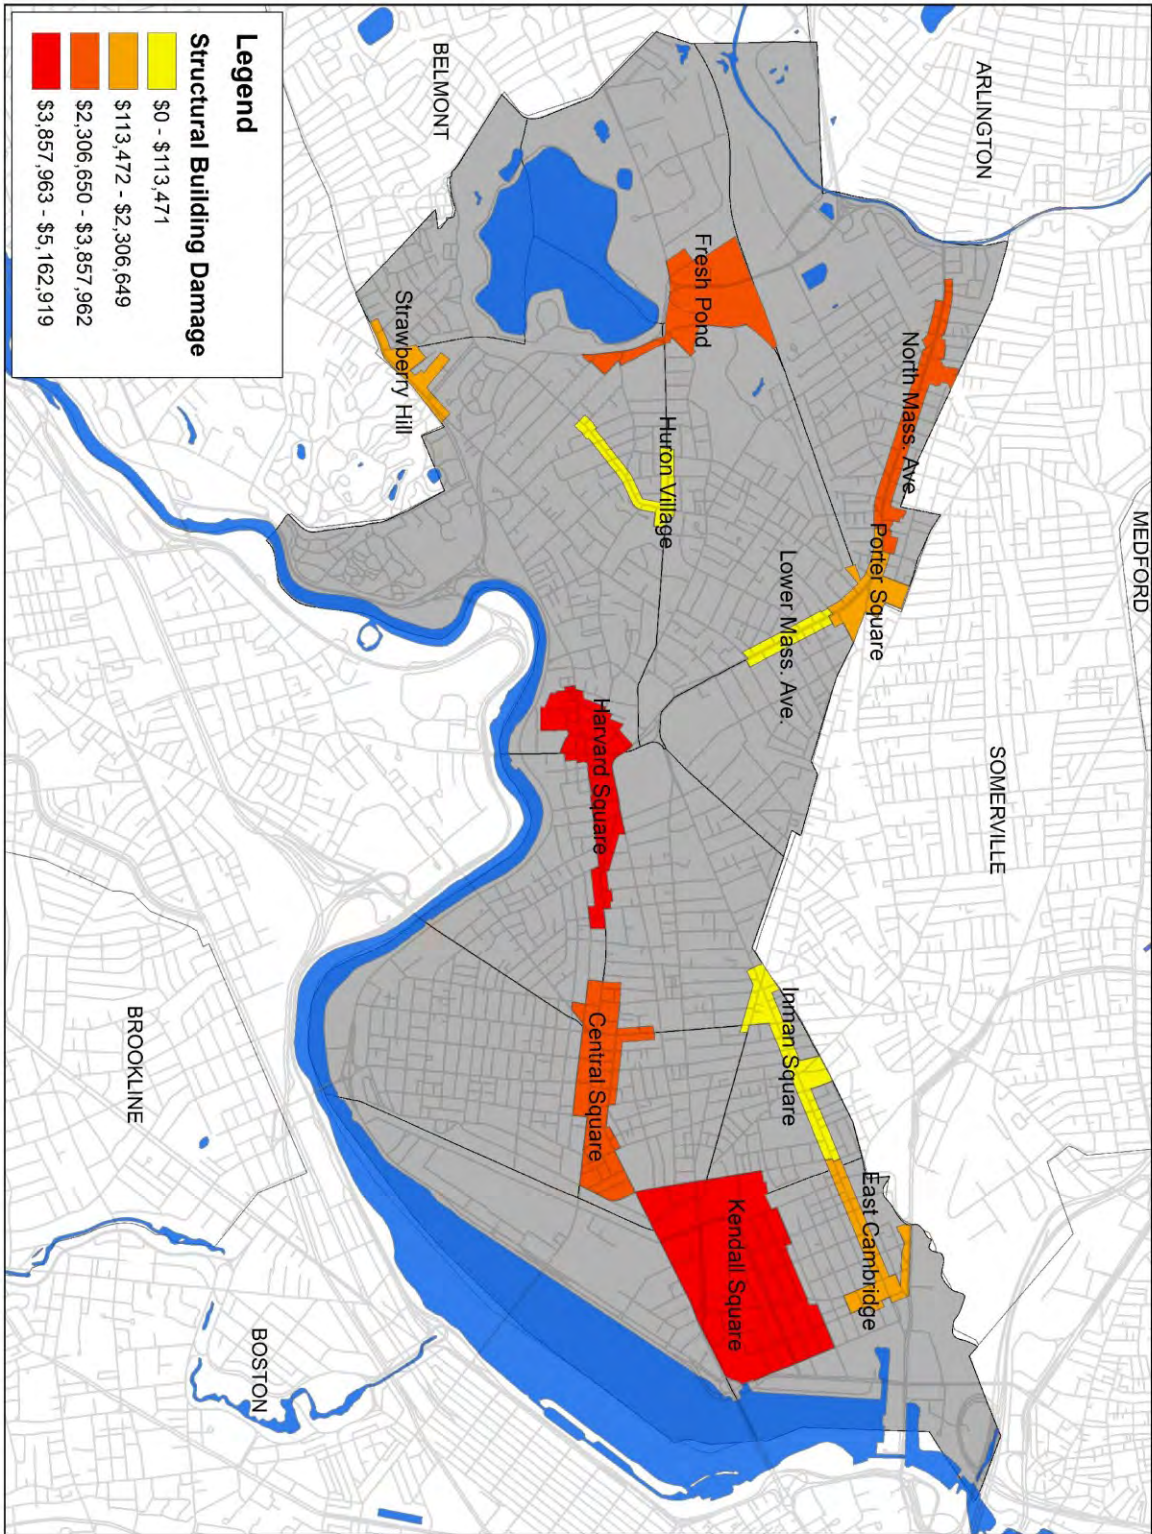 ARLINGTON
MEDFORD
BELMONT
SOMERVILLE
North Mass. Ave.
Fresh Pond
Porter Square
Huron Village
Lower Mass. Ave.
Strawberry Hill
Harvard Square
Inman Square
East Cambridge
Central Square
Kendall Square
BROOKLINE
BOSTON
Legend
Structural Building Damage
$0 - $113,471
$113,472 - $2,306,649
$2,306,650 - $3,857,962
$3,857,963 - $5,162,919